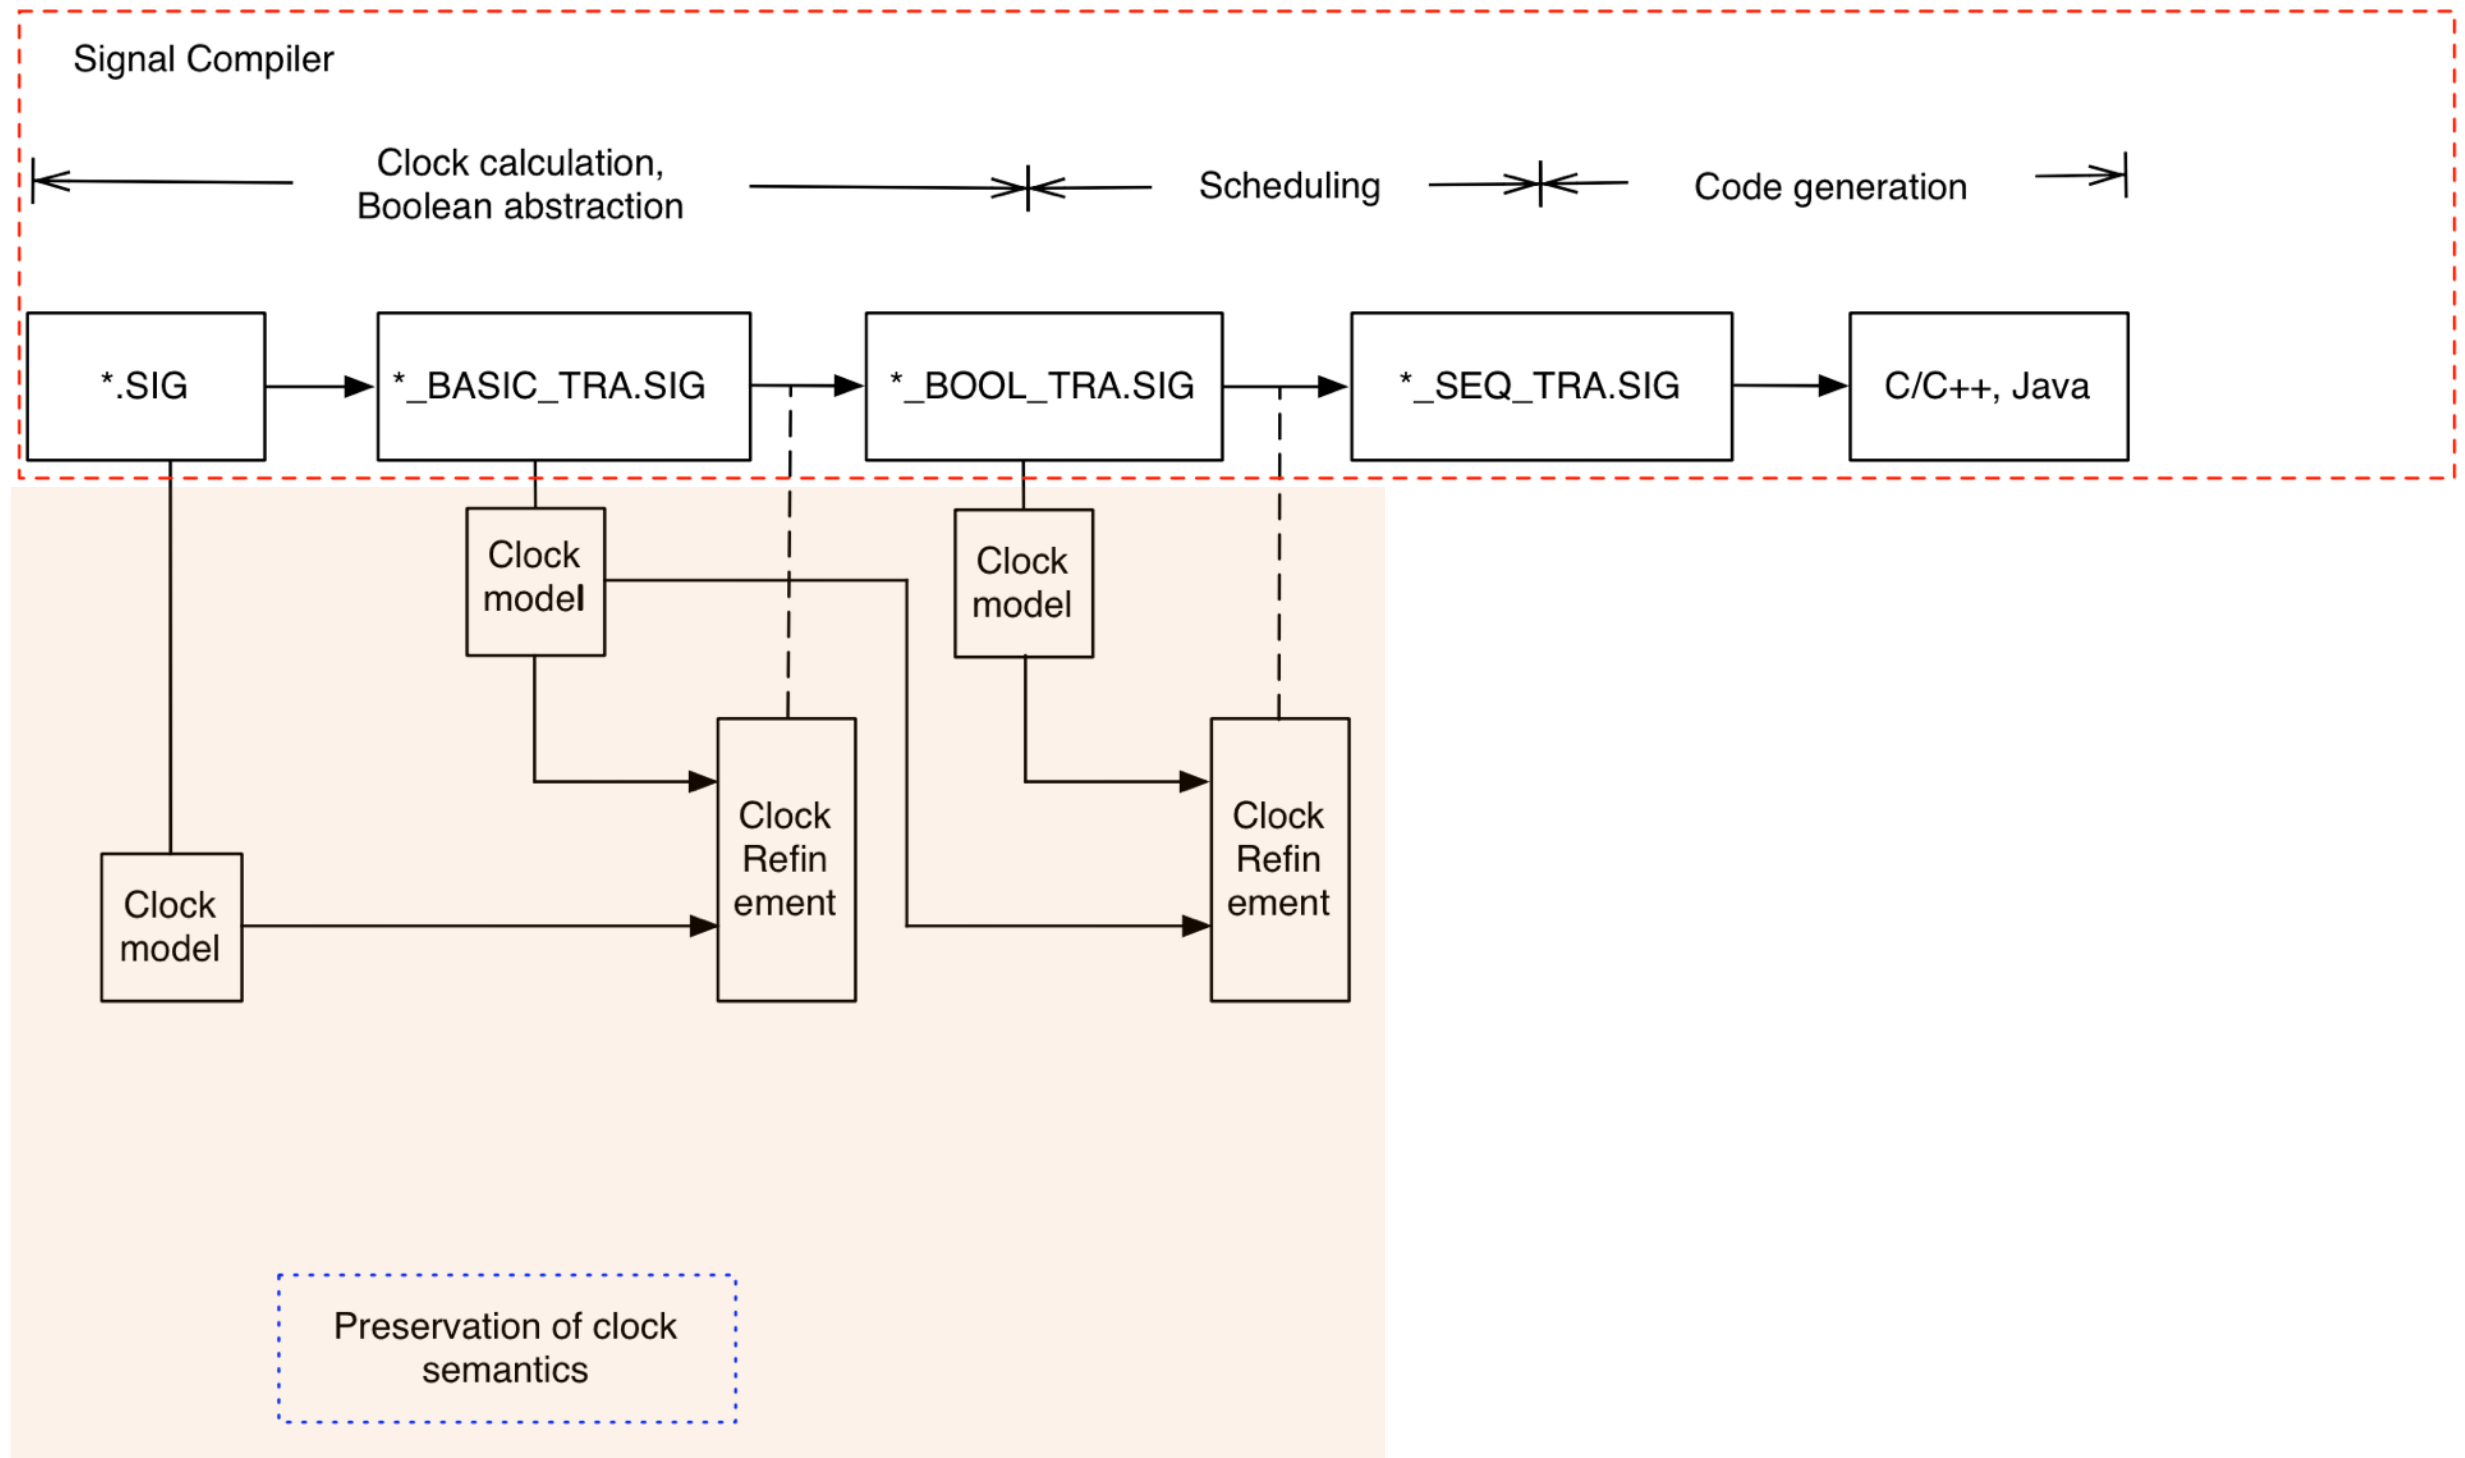 Signal Compiler
Clock calculation,
Boolean abstraction
Scheduling
Code generation
*.SIG
*_BASIC_TRA.SIG
*_BOOL_TRA.SIG
*_SEQ_TRA.SIG
C/C++, Java
Clock
model
Clock
model
Clock
Refin
ement
Clock
Refin
ement
Clock
model
Preservation of clock
semantics